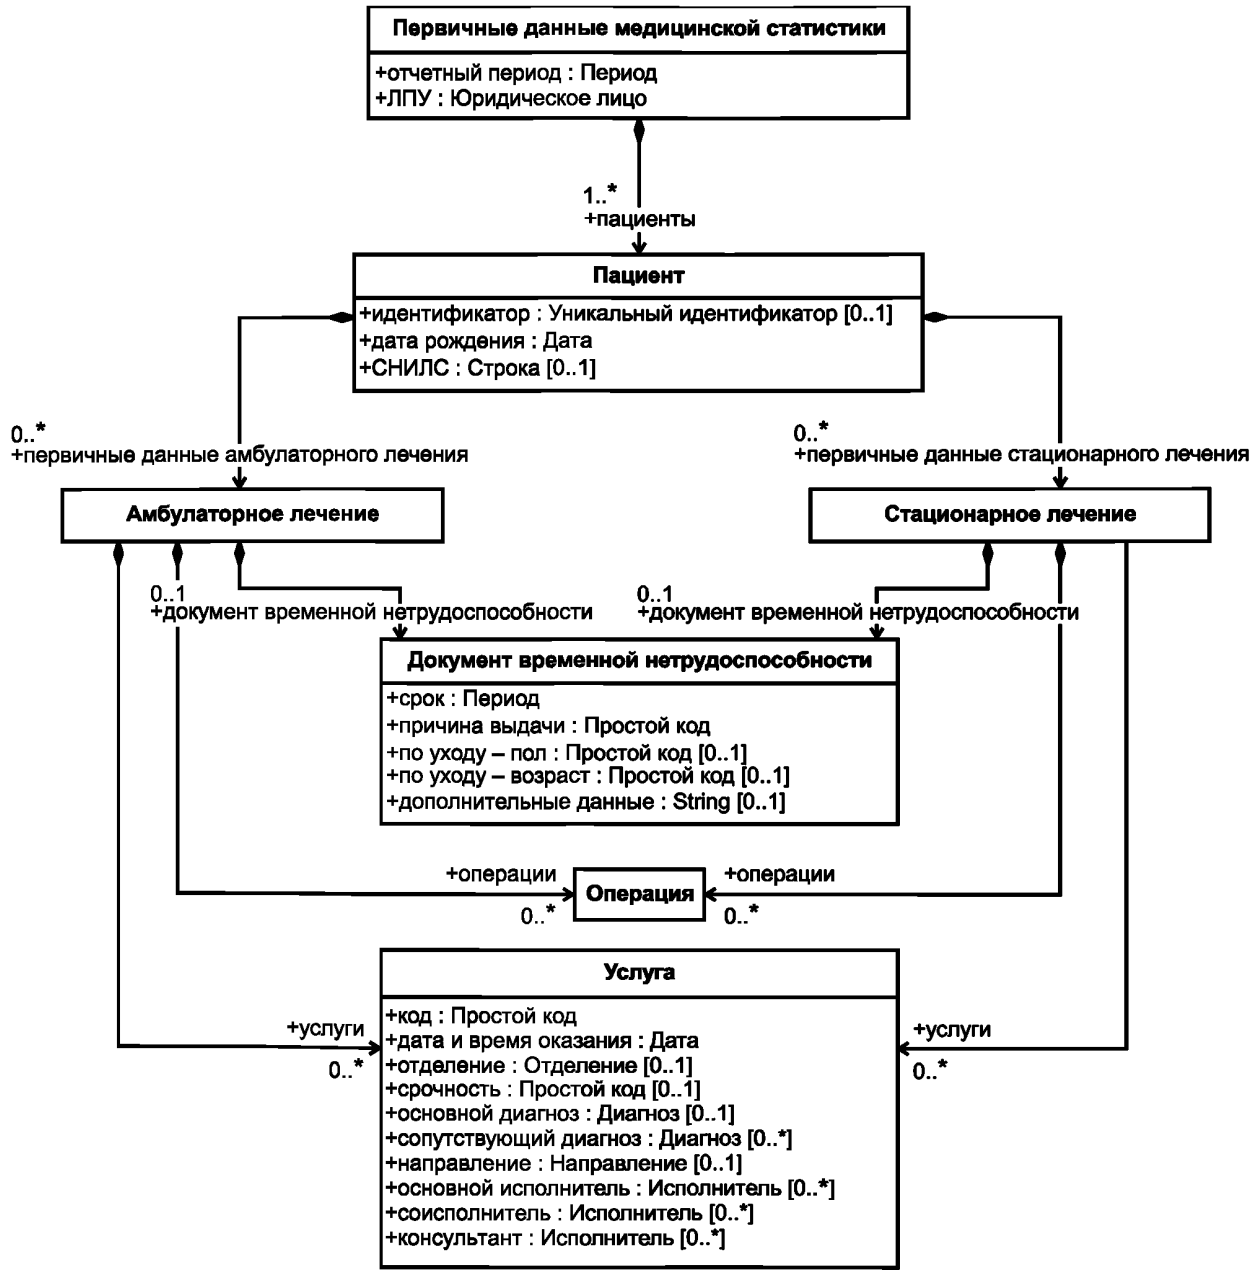 Первичные данные медицинской статистики
+отчетный период : Период
+ЛПУ : Юридическое лицо
1..*
+пациенты
Пациент
+идентификатор : Уникальный идентификатор [0..1]
+дата рождения : Дата
+СНИЛС : Строка [0..1]
0..*
+первичные данные амбулаторного лечения
0..*
+первичные данные стационарного лечения
Амбулаторное лечение
Стационарное лечение
0..1
+документ временной нетрудоспособности
0..1
+документ временной нетрудоспособности
Документ временной нетрудоспособности
+срок : Период
+причина выдачи : Простой код
+по уходу – пол : Простой код [0..1]
+по уходу – возраст : Простой код [0..1]
+дополнительные данные : String [0..1]
+операции
0..*
Операция
+операции
0..*
Услуга
+код : Простой код
+дата и время оказания : Дата
+отделение : Отделение [0..1]
+срочность : Простой код [0..1]
+основной диагноз : Диагноз [0..1]
+сопутствующий диагноз : Диагноз [0..*]
+направление : Направление [0..1]
+основной исполнитель : Исполнитель [0..*]
+соисполнитель : Исполнитель [0..*]
+консультант : Исполнитель [0..*]
+услуги
0..*
+услуги
0..*